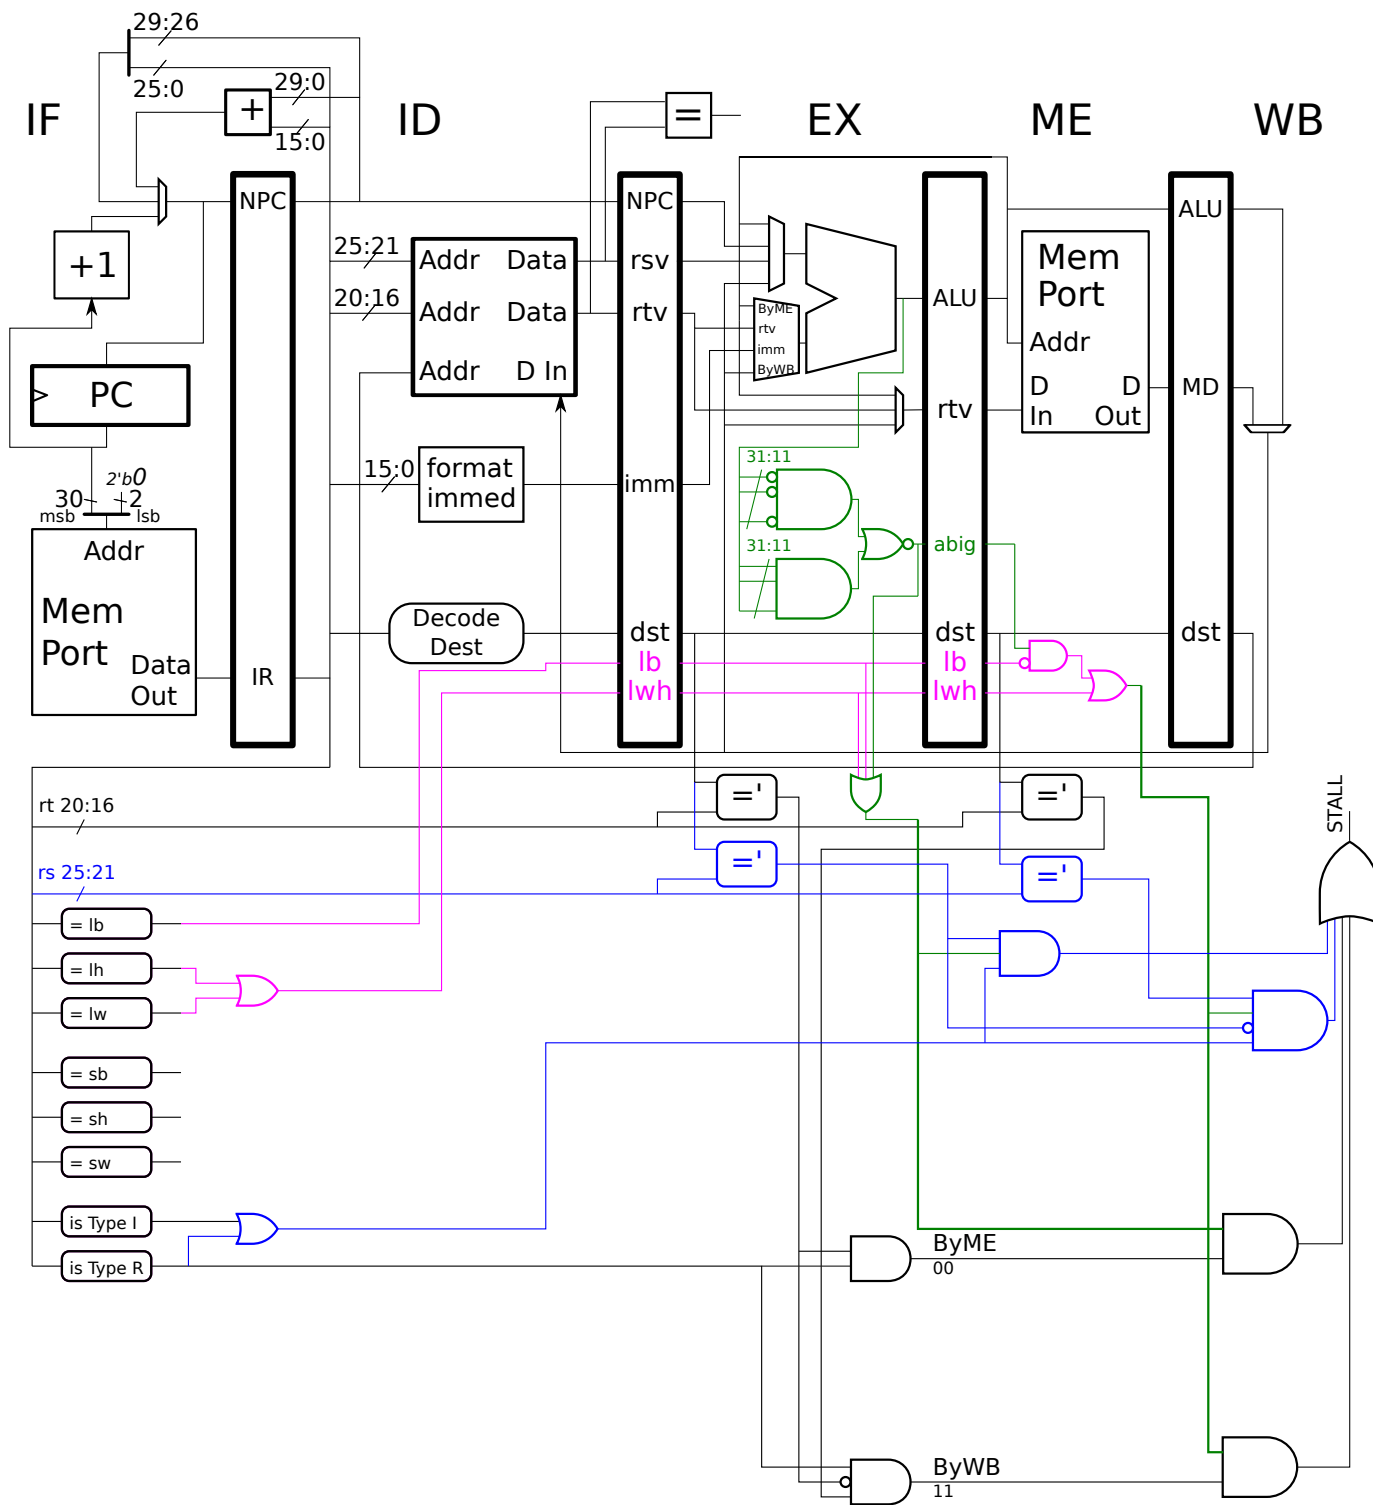 29:26
25:0
29:0
15:0
+
=
IF
ID
EX
ME
WB
NPC
NPC
ALU
+1
25:21
Addr
Data
rsv
Mem
Port
20:16
Addr
Data
rtv
ALU
ByME
rtv
imm
ByWB
Addr
Addr
D In
PC
D
In
D
Out
MD
rtv
15:0
format
immed
imm
31:11
2'b0
30
2
msb
lsb
Addr
Mem
Port
Data
Out
31:11
abig
Decode
Dest
dst
dst
dst
lb
lb
IR
lwh
lwh
rt 20:16
='
='
STALL
rs 25:21
='
='
= lb
= lh
= lw
= sb
= sh
= sw
is Type I
is Type R
ByME
00
ByWB
11